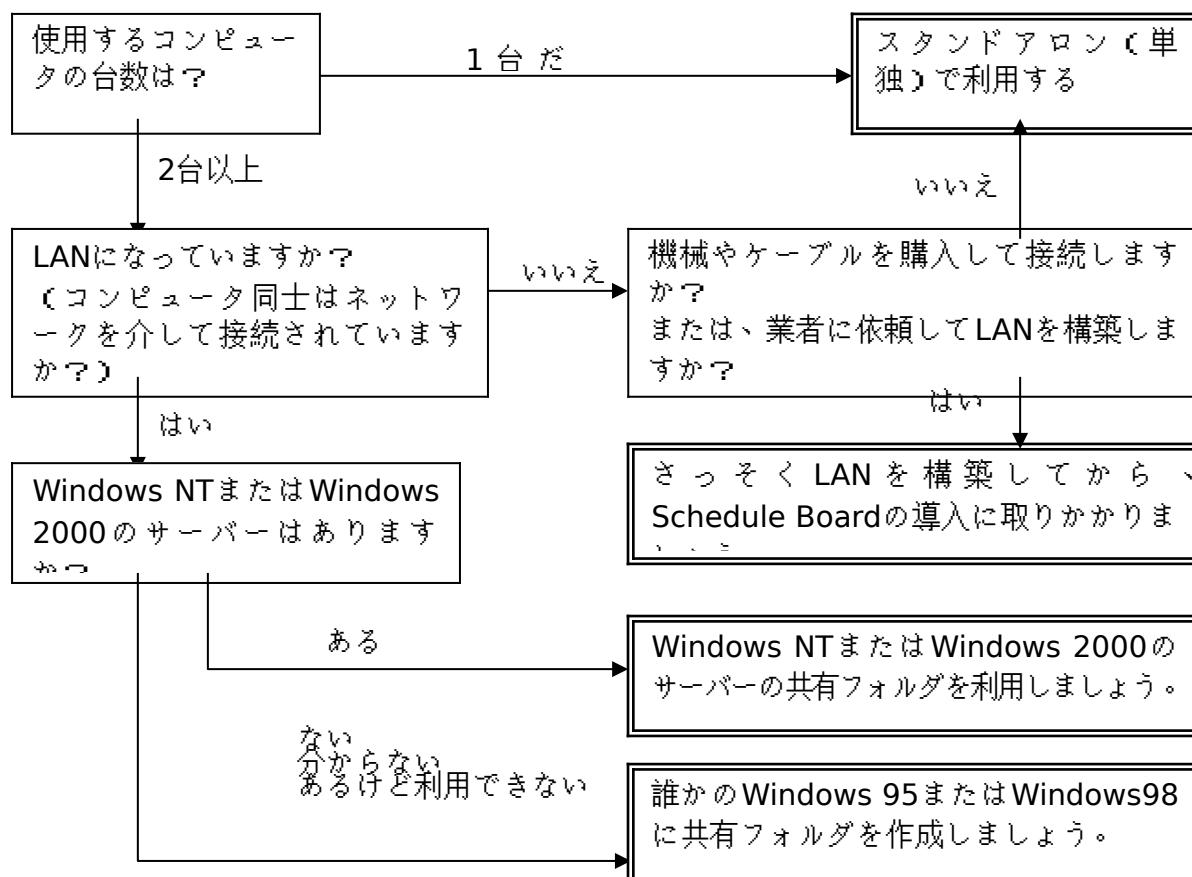 使用するコンピュー
タの台数は？
1台だ
スタンドアロン（単
独）で利用する
2台以上
いいえ
LANになっていますか？
（コンピュータ同士はネットワ
ークを介して接続されています
か？）
いいえ
機械やケーブルを購入して接続します
か？
または、業者に依頼してLANを構築しま
すか？
はい
はい
Windows NTまたはWindows
2000のサーバーはあります
か？
さっそくLANを構築してから、
Schedule Boardの導入に取りかかりま
ある
Windows NTまたはWindows 2000の
サーバーの共有フォルダを利用しましょう。
ない
分からない
あるけど利用できない
誰かのWindows 95またはWindows98
に共有フォルダを作成しましょう。